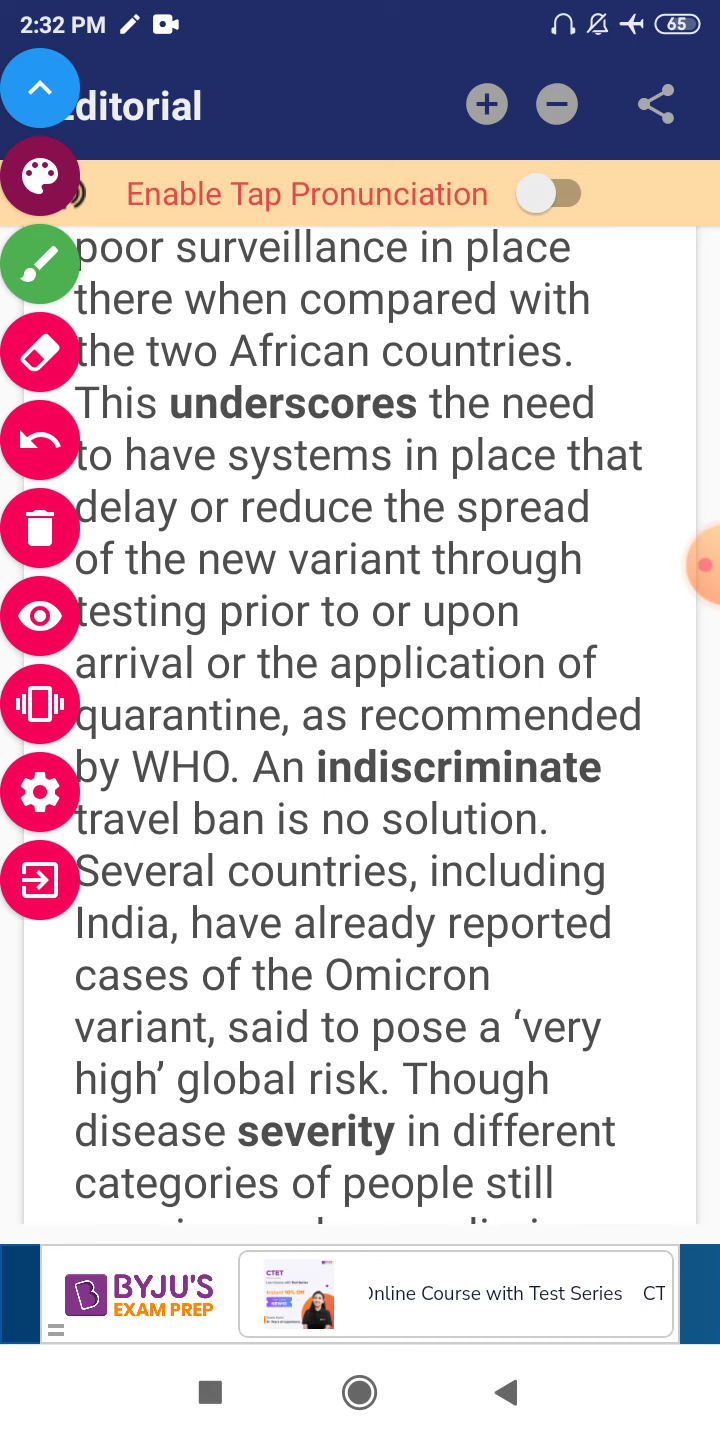 2:32 PM
65
ditorial
Enable Tap Pronunciation
poor surveillance in place
there when compared with
the two African countries.
This underscores the need
to have systems in place that
delay or reduce the spread
of the new variant through
testing prior to or upon
arrival or the application of
quarantine, as recommended
by WHO. An indiscriminate
travel ban is no solution.
Several countries, including
India, have already reported
cases of the Omicron
variant, said to pose a ‘very
high’ global risk. Though
disease severity in different
categories of people still
BYJU'S
EXAM PREP
CTET
nline Course with Test Series
CT